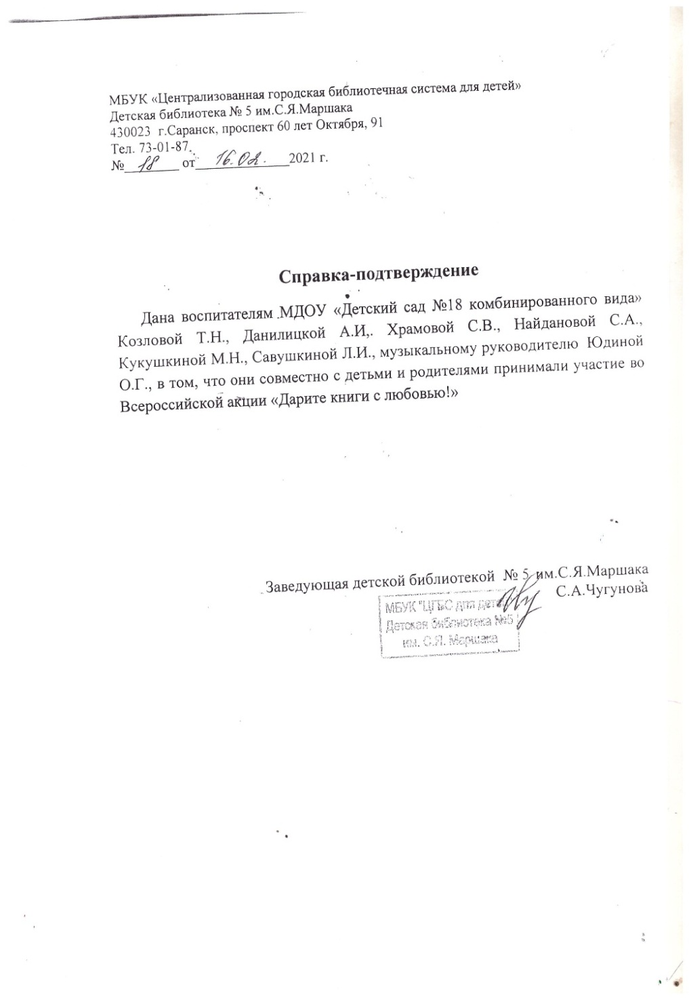 МБУК «Централизованная городская библиотечная система для детей»
Детская библиотека № 5 им.С.Я.Маршака
430023 г.Саранск, проспект 60 лет Октября, 91
Тел. 73-01-87.
№ 18 от 16.02. 2021 г.
Справка-подтверждение
Дана воспитателям МДОУ «Детский сад №18 комбинированного вида»
Козловой Т.Н., Данилицкой А.И,. Храмовой С.В., Найдановой С.А.,
Кукушкиной М.Н., Савушкиной Л.И., музыкальному руководителю Юдиной
О.Г., в том, что они совместно с детьми и родителями принимали участие во
Всероссийской акции «Дарите книги с любовью!»
Заведующая детской библиотекой № 5 им.С.Я.Маршака
С.А.Чугунова
МБУК "ЦГБС для детей"
Детская библиотека №5
им. С.Я. Маршака